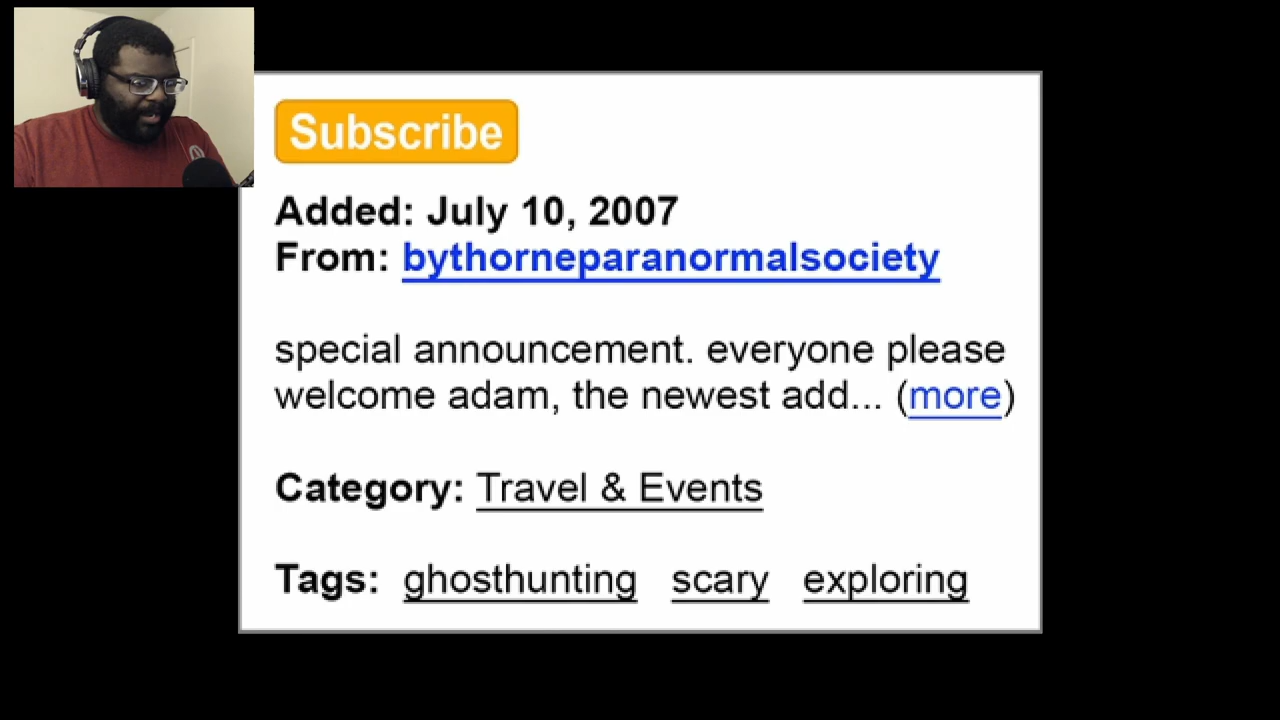 Subscribe
Added: July 10, 2007
From: bythorneparanormalsociety
special announcement. everyone please
welcome adam, the newest add... (more)
Category: Travel & Events
Tags: ghosthunting scary exploring